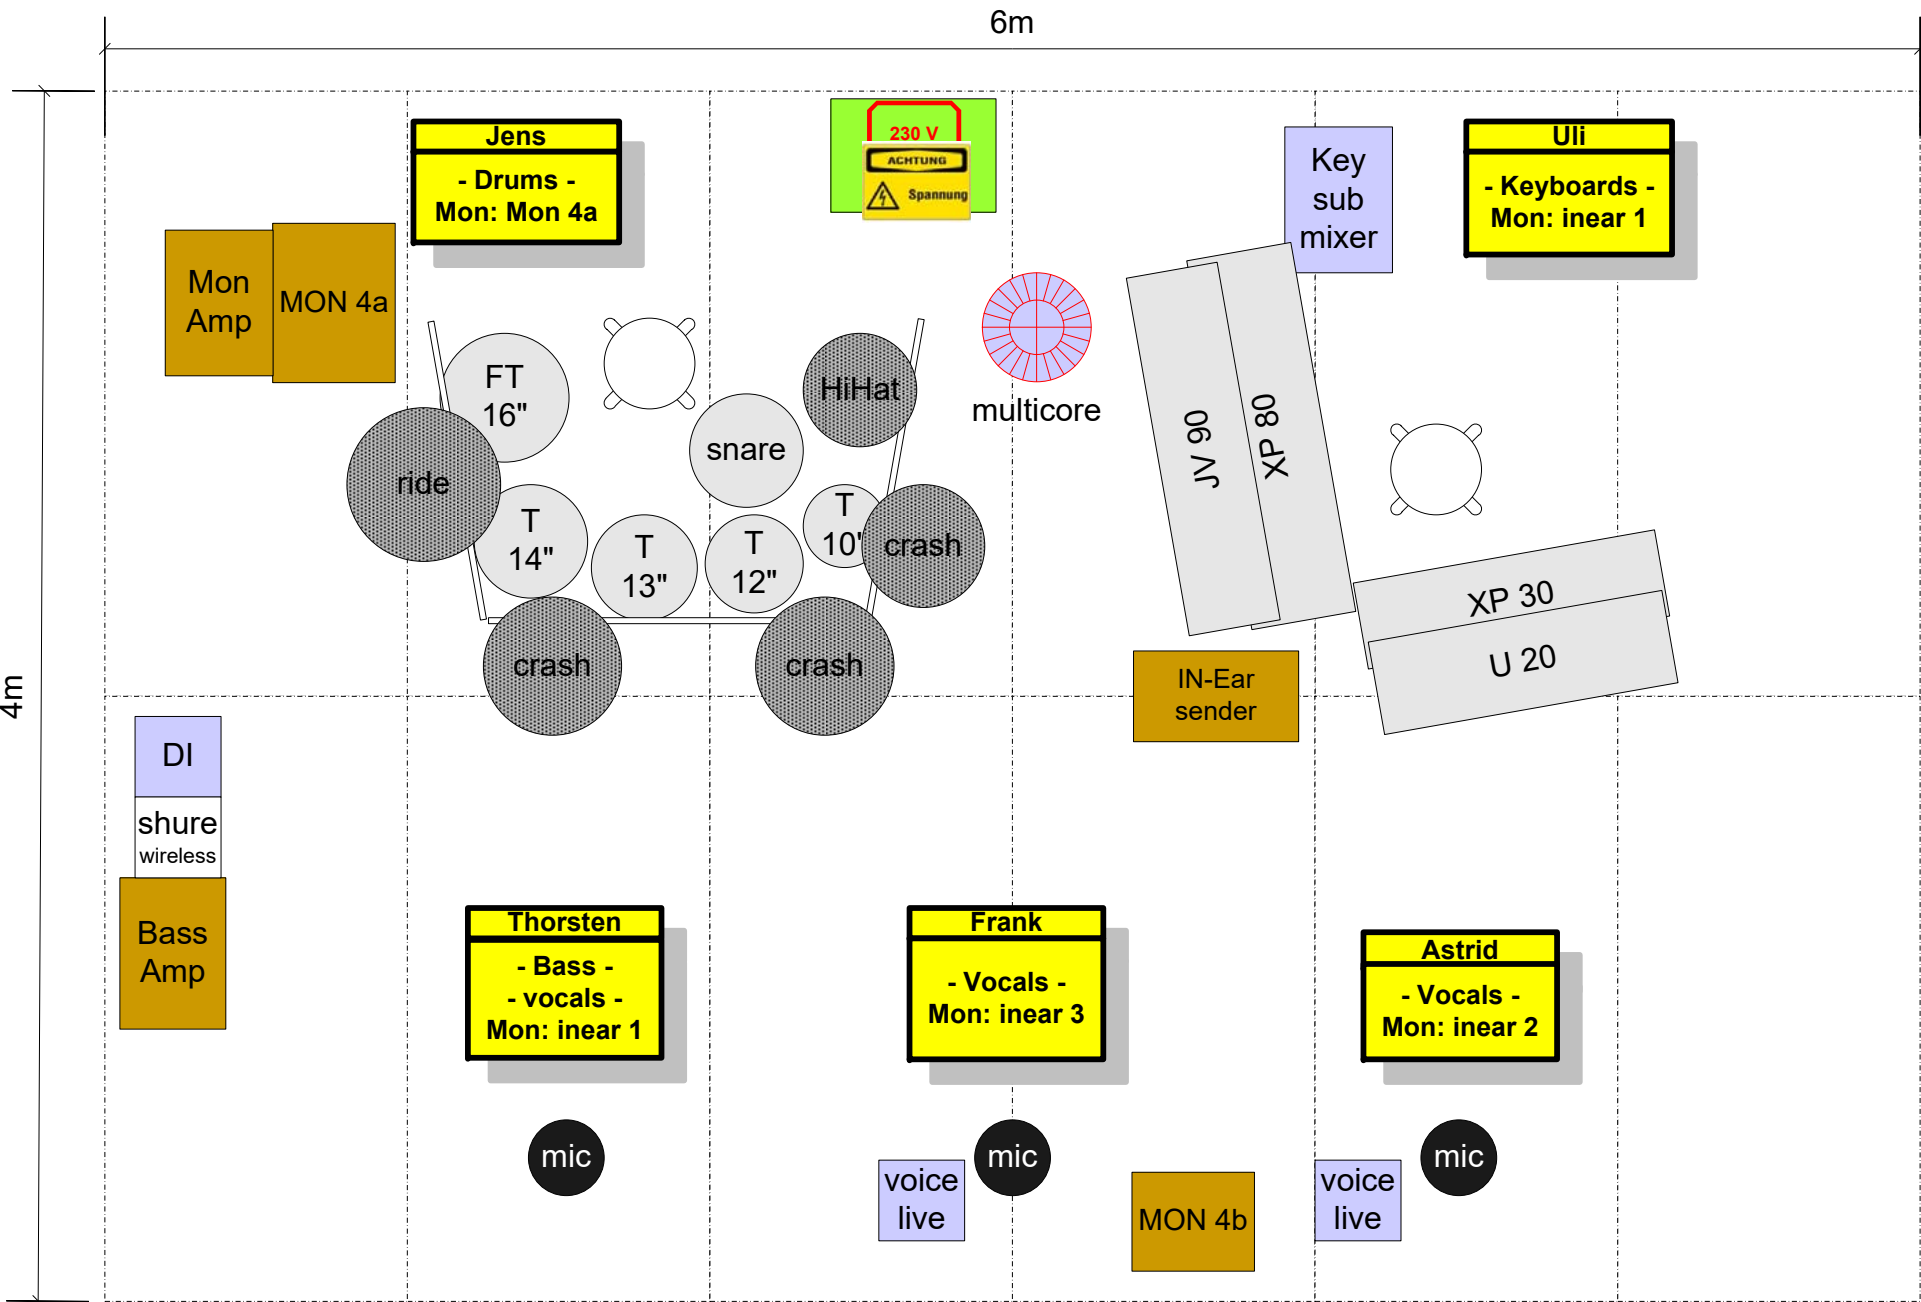 6m
4m
Jens
- Drums -
Mon: Mon 4a
230 V
ACHTUNG
Spannung
Key
sub
mixer
Uli
- Keyboards -
Mon: inear 1
Mon
Amp
MON 4a
FT
16"
HiHat
multicore
JV 90
XP 80
ride
snare
T
14"
T
13"
T
12"
T
10'
crash
crash
crash
XP 30
U 20
IN-Ear
sender
DI
shure
wireless
Bass
Amp
Thorsten
- Bass -
- vocals -
Mon: inear 1
Frank
- Vocals -
Mon: inear 3
Astrid
- Vocals -
Mon: inear 2
mic
mic
mic
voice
live
MON 4b
voice
live